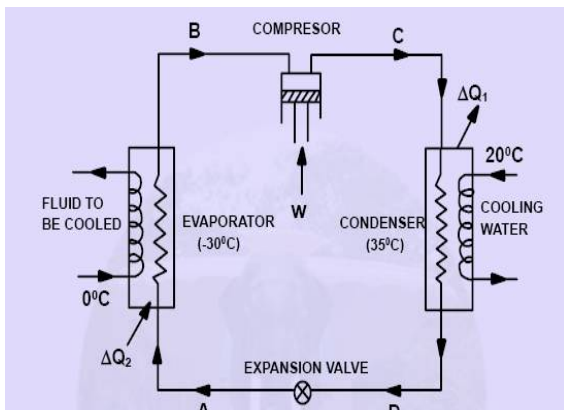 COMPRESOR
B
C
ΔQ₁
20⁰C
FLUID TO
BE COOLED
EVAPORATOR
(-30⁰C)
W
CONDENSER
(35⁰C)
COOLING
WATER
0⁰C
ΔQ₂
EXPANSION VALVE
A
D